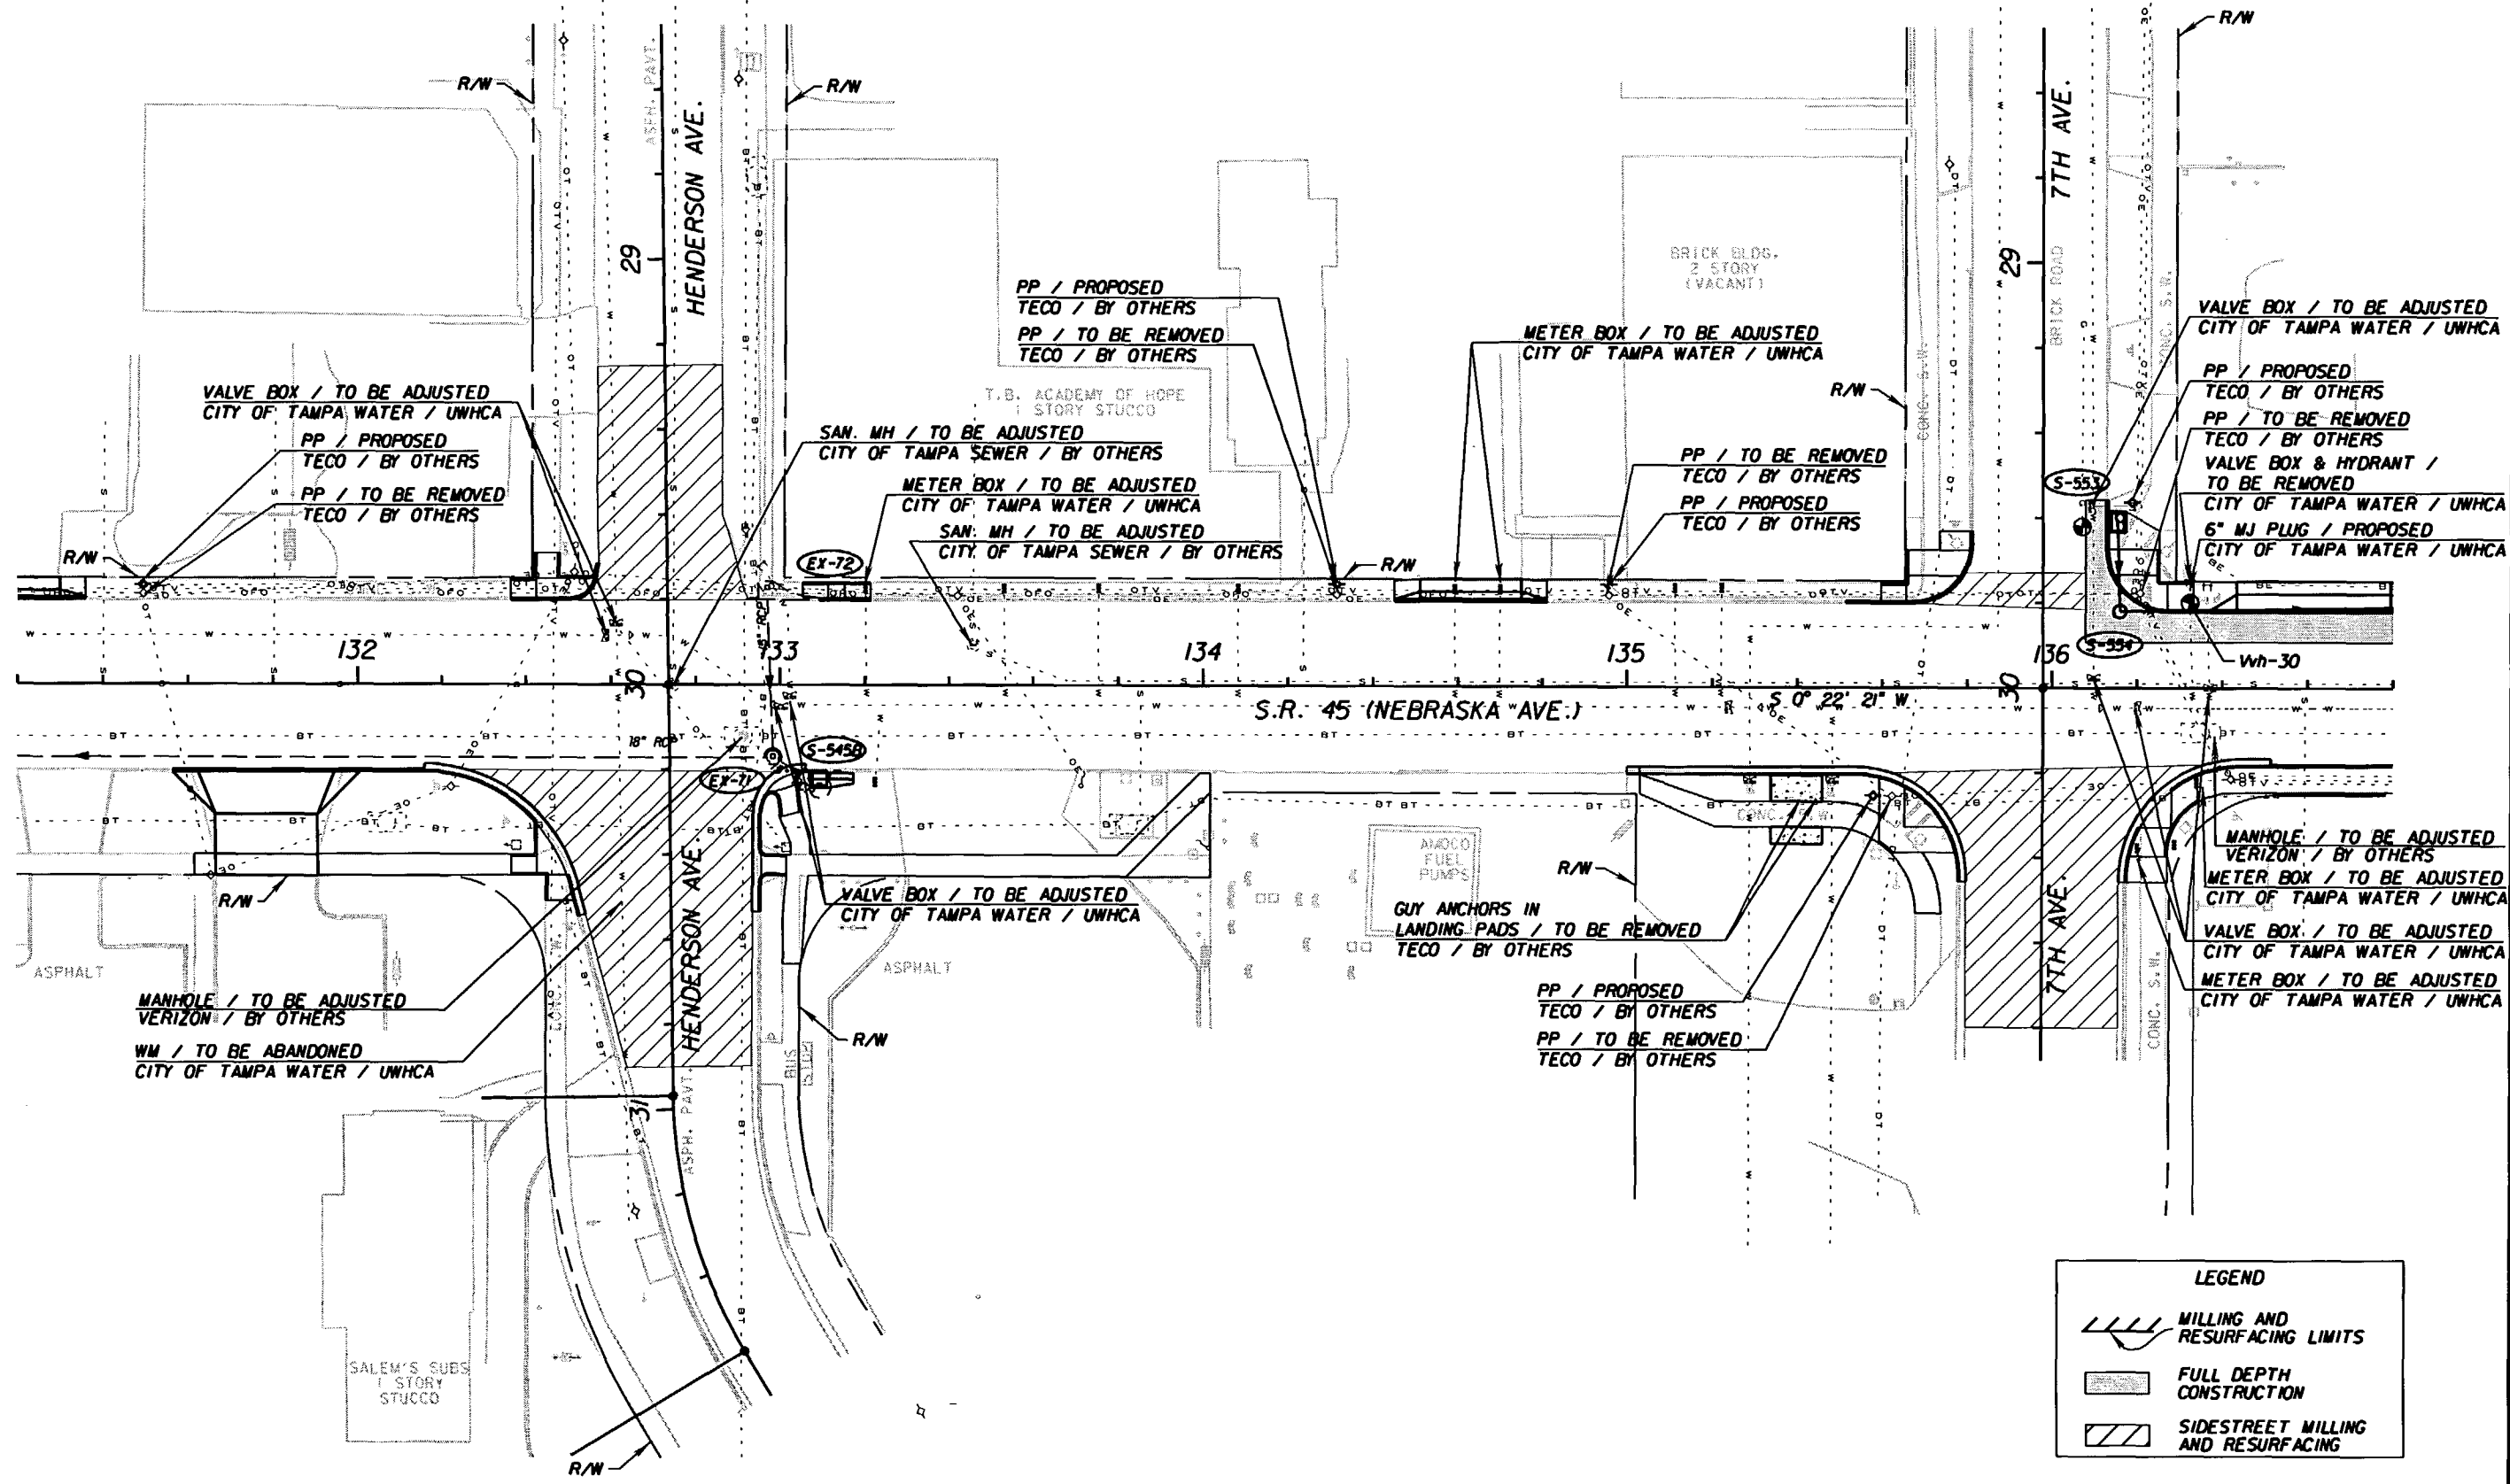 R/W
R/W
R/W
ASPH. PAVT.
HENDERSON AVE.
29
7TH AVE.
29
BRICK ROAD
CONC. S.W.
BRICK BLDG.
2 STORY
(VACANT)
PP / PROPOSED
TECO / BY OTHERS
PP / TO BE REMOVED
TECO / BY OTHERS
METER BOX / TO BE ADJUSTED
CITY OF TAMPA WATER / UWHCA
VALVE BOX / TO BE ADJUSTED
CITY OF TAMPA WATER / UWHCA
PP / PROPOSED
TECO / BY OTHERS
PP / TO BE REMOVED
TECO / BY OTHERS
VALVE BOX & HYDRANT /
TO BE REMOVED
CITY OF TAMPA WATER / UWHCA
6" MJ PLUG / PROPOSED
CITY OF TAMPA WATER / UWHCA
VALVE BOX / TO BE ADJUSTED
CITY OF TAMPA WATER / UWHCA
PP / PROPOSED
TECO / BY OTHERS
PP / TO BE REMOVED
TECO / BY OTHERS
R/W
T.B. ACADEMY OF HOPE
1 STORY STUCCO
SAN. MH / TO BE ADJUSTED
CITY OF TAMPA SEWER / BY OTHERS
METER BOX / TO BE ADJUSTED
CITY OF TAMPA WATER / UWHCA
SAN. MH / TO BE ADJUSTED
CITY OF TAMPA SEWER / BY OTHERS
EX-72
R/W
PP / TO BE REMOVED
TECO / BY OTHERS
PP / PROPOSED
TECO / BY OTHERS
R/W
CONC. S.W.
S-553
S-554
Vvh-30
132
133
134
135
136
30
30
S.R. 45 (NEBRASKA AVE.)
S 0° 22' 21" W
18" RCP
S-545B
EX-71
R/W
ASPHALT
HENDERSON AVE.
VALVE BOX / TO BE ADJUSTED
CITY OF TAMPA WATER / UWHCA
ASPHALT
AMOCO
FUEL
PUMPS
R/W
CONC. S.W.
GUY ANCHORS IN
LANDING PADS / TO BE REMOVED
TECO / BY OTHERS
PP / PROPOSED
TECO / BY OTHERS
PP / TO BE REMOVED
TECO / BY OTHERS
7TH AVE.
CONC. S.W.
MANHOLE / TO BE ADJUSTED
VERIZON / BY OTHERS
METER BOX / TO BE ADJUSTED
CITY OF TAMPA WATER / UWHCA
VALVE BOX / TO BE ADJUSTED
CITY OF TAMPA WATER / UWHCA
METER BOX / TO BE ADJUSTED
CITY OF TAMPA WATER / UWHCA
MANHOLE / TO BE ADJUSTED
VERIZON / BY OTHERS
WM / TO BE ABANDONED
CITY OF TAMPA WATER / UWHCA
CONC. S.W.
BUS
STOP
R/W
31
ASPH. PAVT.
SALEM'S SUBS
1 STORY
STUCCO
R/W
LEGEND
MILLING AND
RESURFACING LIMITS
FULL DEPTH
CONSTRUCTION
SIDESTREET MILLING
AND RESURFACING